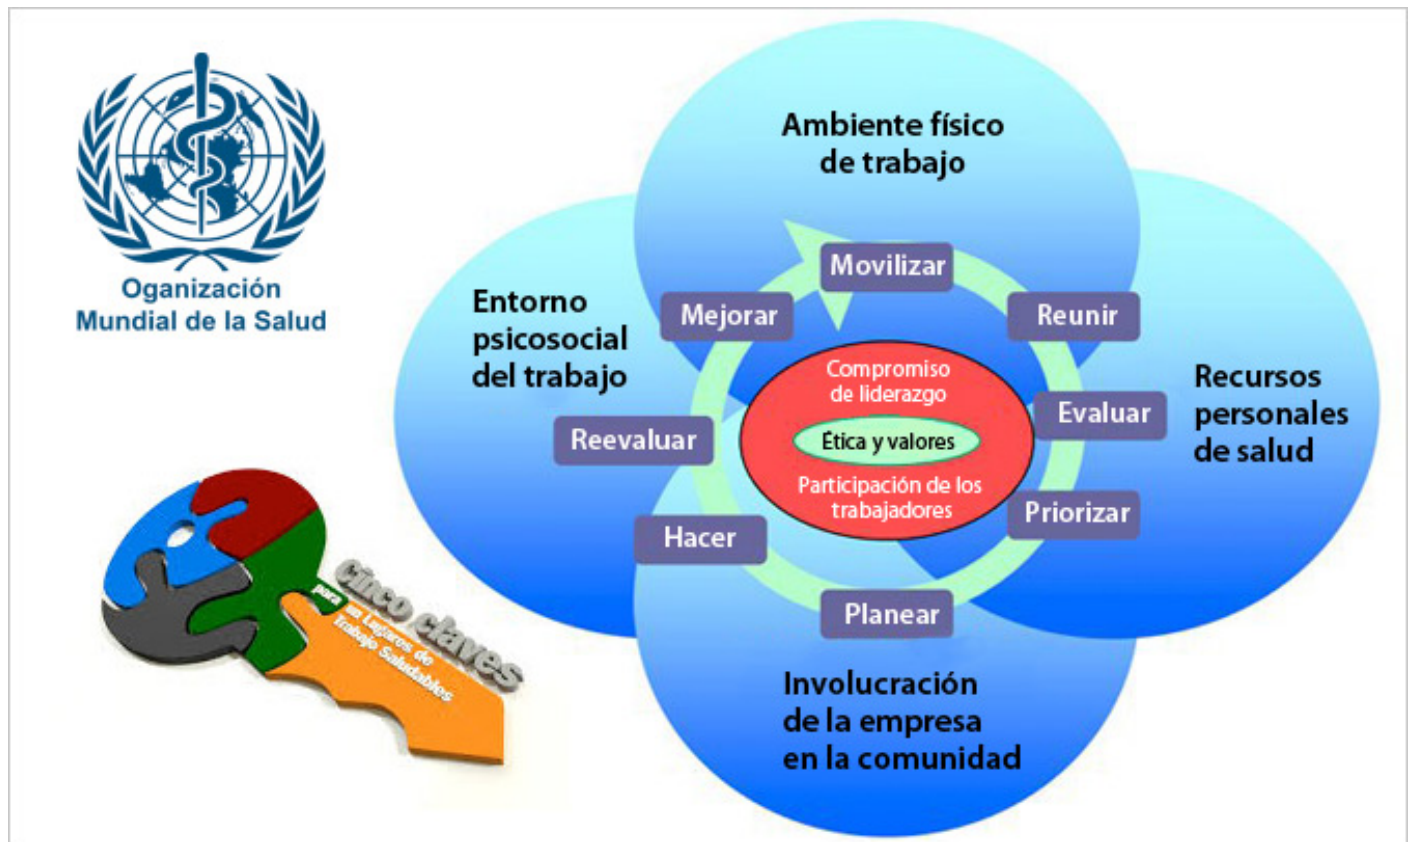 Oganización
Mundial de la Salud
Ambiente físico
de trabajo
Entorno
psicosocial
del trabajo
Recursos
personales
de salud
Involucración
de la empresa
en la comunidad
Movilizar
Reunir
Evaluar
Priorizar
Planear
Hacer
Reevaluar
Mejorar
Compromiso
de liderazgo
Ética y valores
Participación de los
trabajadores
Cinco claves
para un Lugares de
Trabajo Saludables